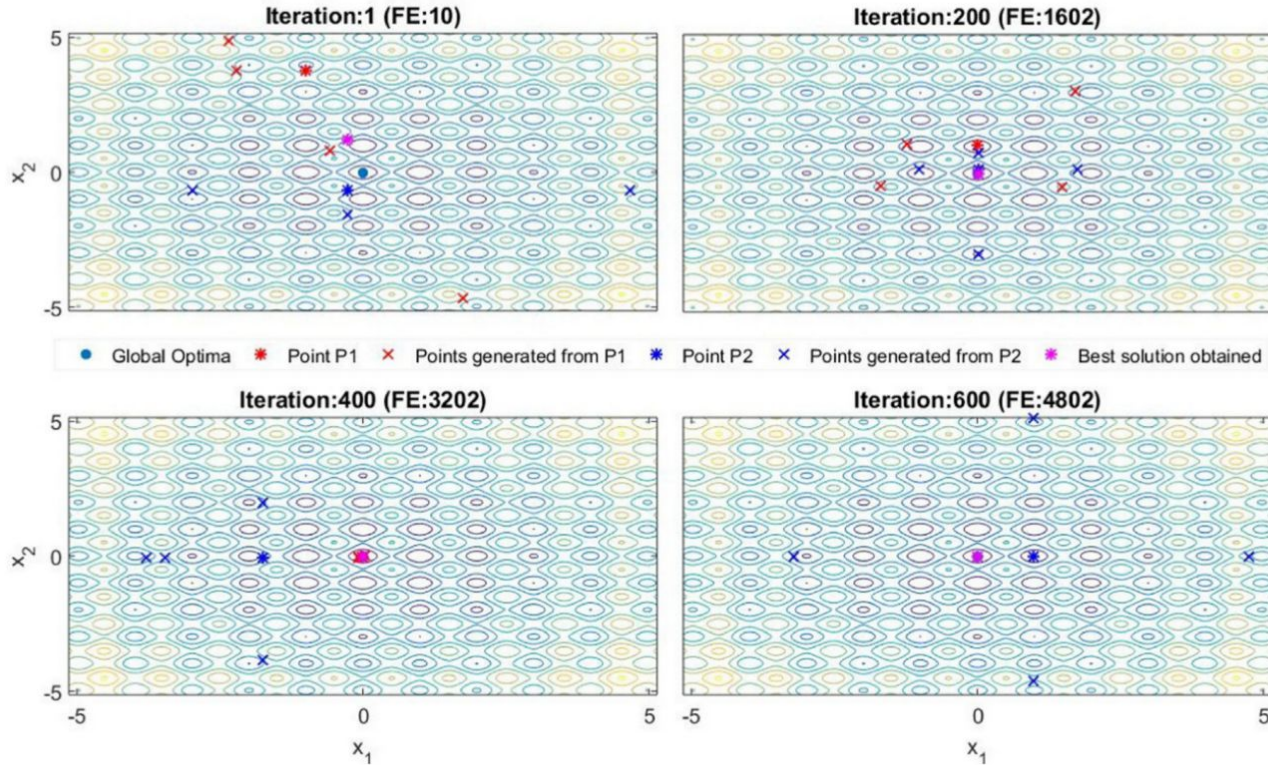 Iteration:1 (FE:10)
Iteration:200 (FE:1602)
5
0
-5
x2
Global Optima Point P1 Points generated from P1 Point P2 Points generated from P2 Best solution obtained
Iteration:400 (FE:3202)
Iteration:600 (FE:4802)
5
0
-5
x2
-5 0 5
-5 0 5
x1
x1